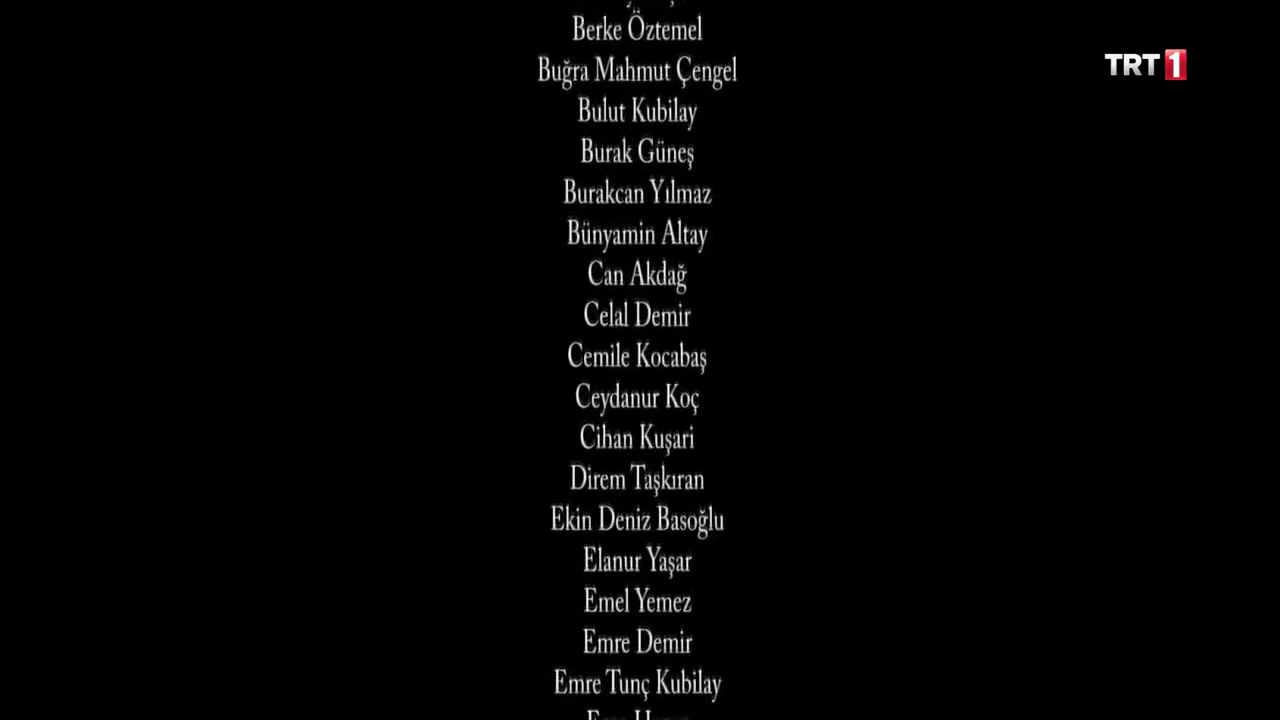 Berke Öztemel
TRT 1
Buğra Mahmut Çengel
Bulut Kubilay
Burak Güneş
Burakcan Yılmaz
Bünyamin Altay
Can Akdağ
Celal Demir
Cemile Kocabaş
Ceydanur Koç
Cihan Kuşari
Direm Taşkıran
Ekin Deniz Basoğlu
Elanur Yaşar
Emel Yemez
Emre Demir
Emre Tunç Kubilay